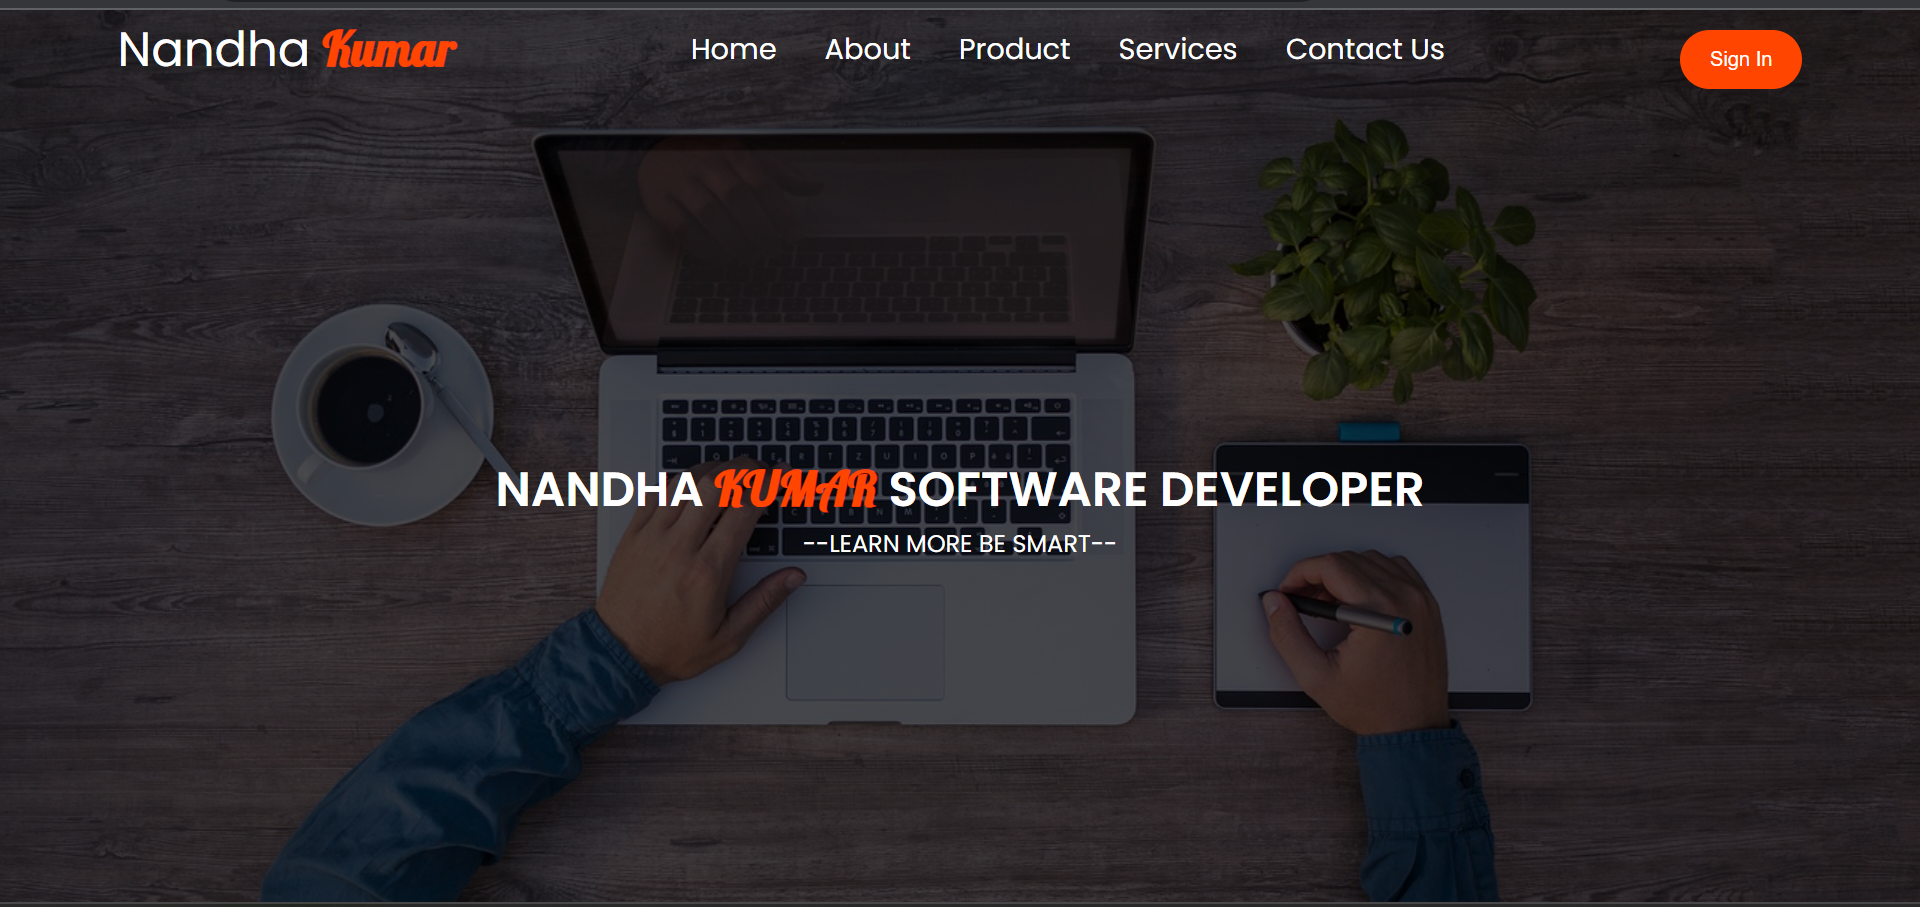 Nandha Kumar
Home About Product Services Contact Us
Sign In
NANDHA KUMAR SOFTWARE DEVELOPER
--LEARN MORE BE SMART--